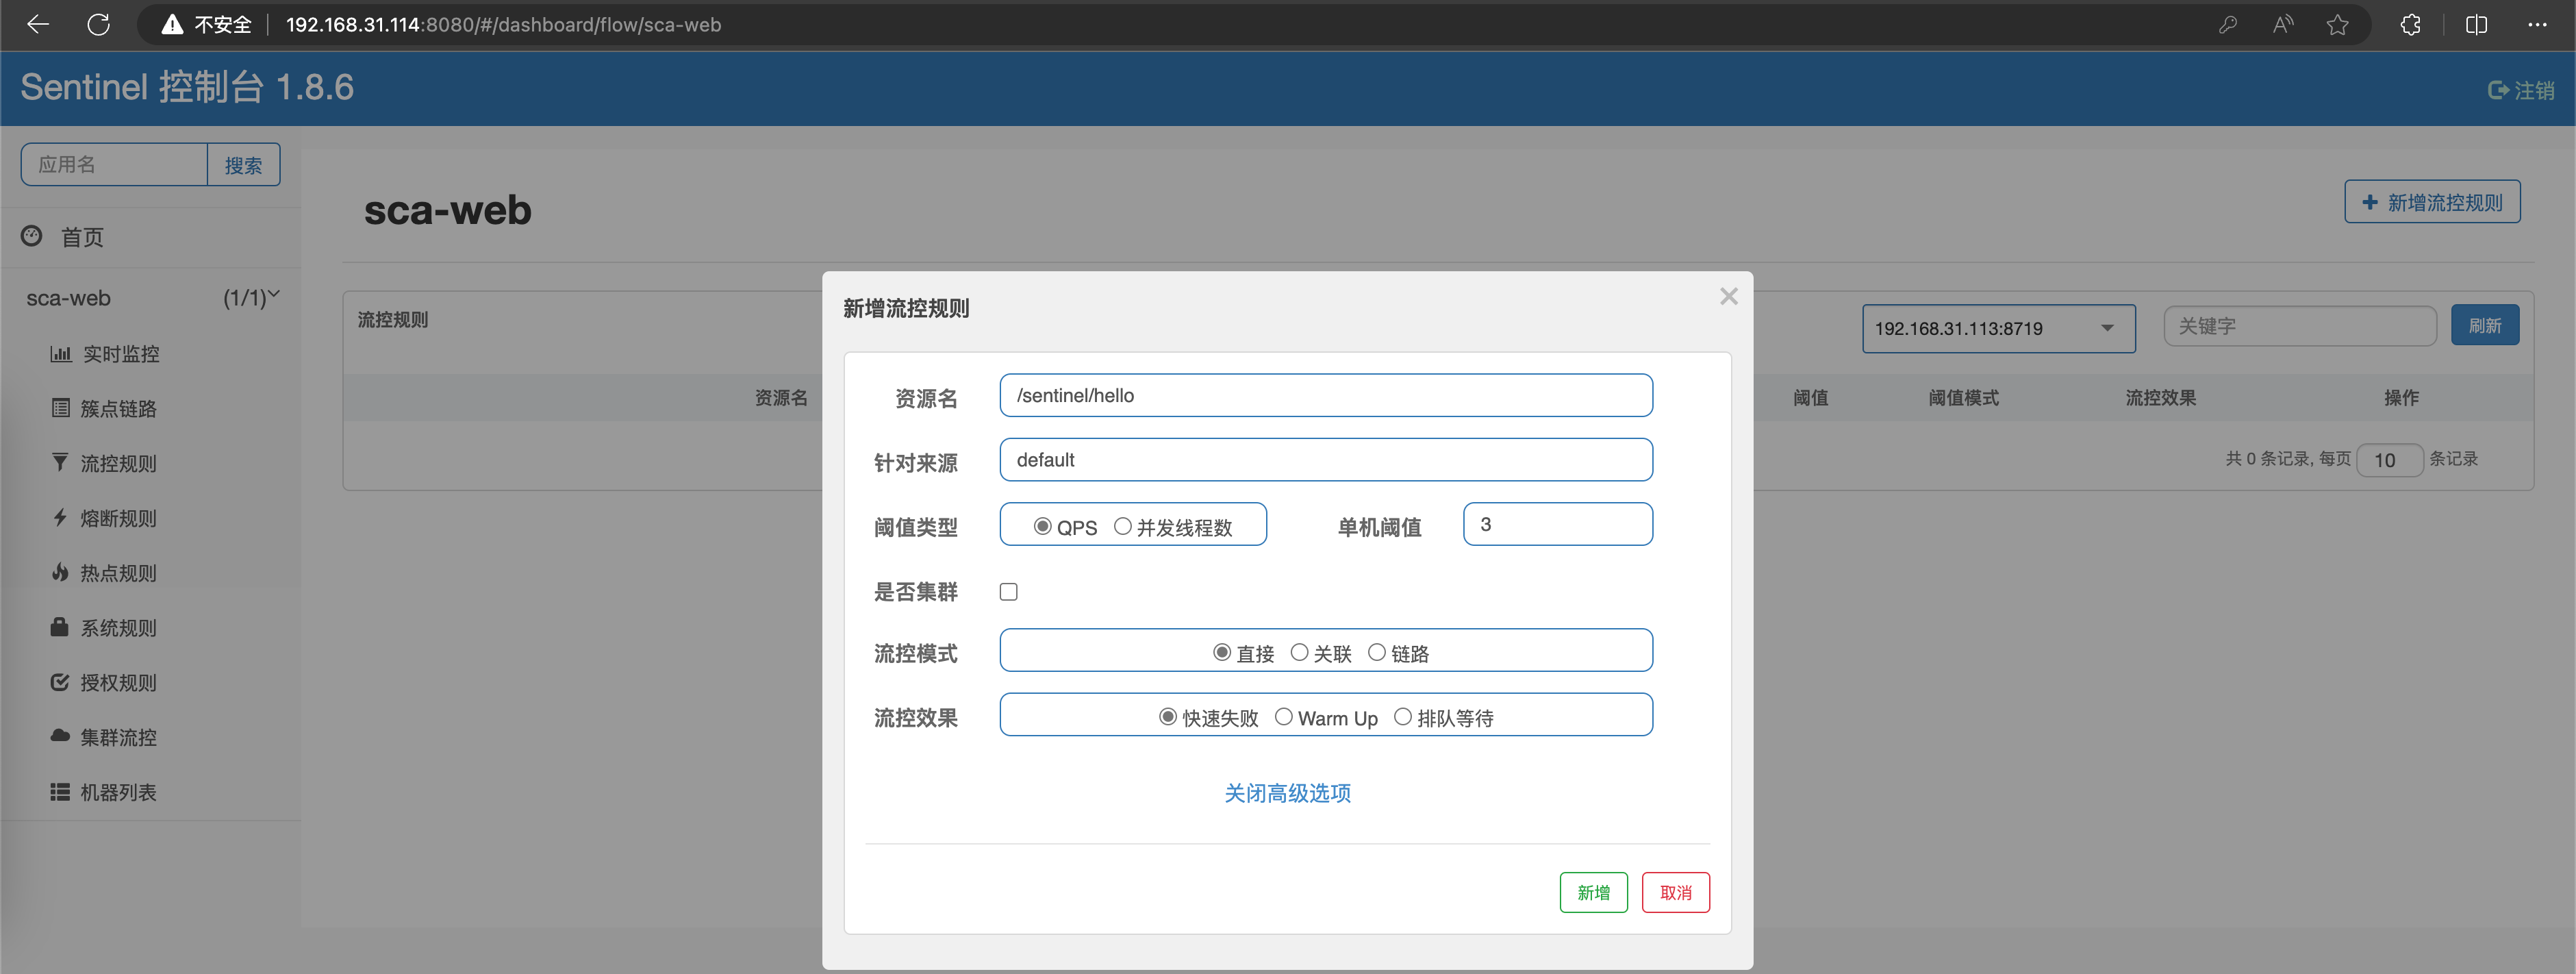 不安全 192.168.31.114:8080/#/dashboard/flow/sca-web
Sentinel 控制台 1.8.6
注销
应用名 搜索
首页
sca-web (1/1)
实时监控
簇点链路
流控规则
熔断规则
热点规则
系统规则
授权规则
集群流控
机器列表
sca-web
新增流控规则
流控规则
192.168.31.113:8719 关键字 刷新
资源名 阈值 阈值模式 流控效果 操作
共 0 条记录, 每页 10 条记录
新增流控规则
资源名 /sentinel/hello
针对来源 default
阈值类型 QPS 并发线程数 单机阈值 3
是否集群
流控模式 直接 关联 链路
流控效果 快速失败 Warm Up 排队等待
关闭高级选项
新增 取消